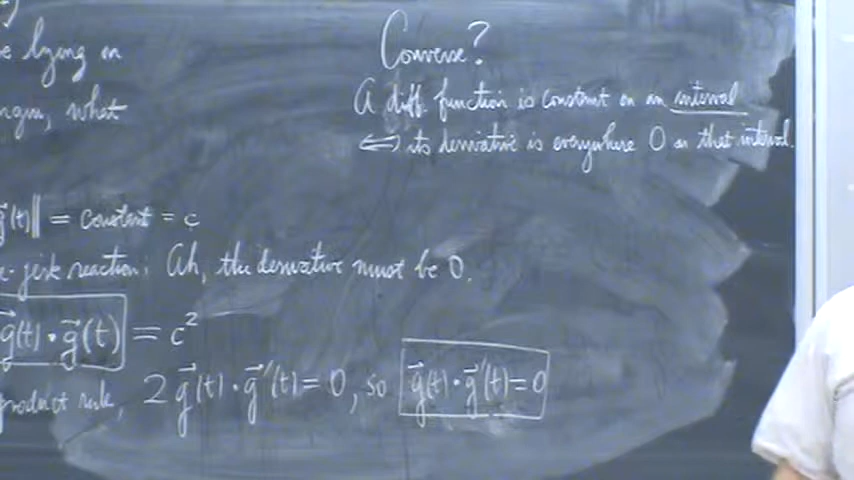 lying on
Converse?
A diff. function is constant on an interval
what
⟺ its derivative is everywhere 0 on that interval.
g⃗(t)‖ = constant = c
-jerk reaction: Ah, the derivative must be 0.
g⃗(t)·g⃗(t) = c²
product rule, 2 g⃗(t)·g⃗′(t) = 0, so g⃗(t)·g⃗′(t) = 0